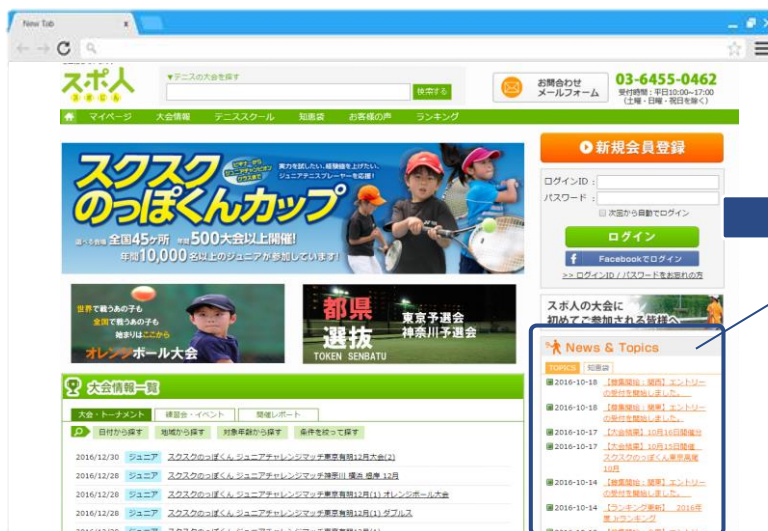 New Tab
スポ人
スポじん
▼テニスの大会を探す
検索する
お問合わせ
メールフォーム
03-6455-0462
受付時間:平日10:00~17:00
(土曜・日曜・祝日を除く)
マイページ 大会情報 テニススクール 知恵袋 お客様の声 ランキング
スクスク
のっぽくんカップ
実力を試したい、経験値を上げたい、
ジュニアテニスプレーヤーを応援!
選べる会場 全国45ヶ所 年間500大会以上開催!
年間10,000名以上のジュニアが参加しています!
新規会員登録
ログインID:
パスワード:
次回から自動でログイン
ログイン
f Facebookでログイン
>> ログインID / パスワードをお忘れの方
世界で戦うあの子も
全国で戦うあの子も
始まりはここから
オレンジボール大会
都県
選抜
TOKEN SENBATU
東京予選会
神奈川予選会
スポ人の大会に
初めてご参加される皆様へ
News & Topics
TOPICS 知恵袋
2016-10-18 【募集開始:関西】エントリー
の受付を開始しました。
2016-10-18 【募集開始:関東】エントリー
の受付を開始しました。
2016-10-17 【大会結果】10月16日開催分
2016-10-17 【大会結果】10月15日開催
スクスクのっぽくん東京高尾
10月
2016-10-14 【募集開始:関東】エントリー
の受付を開始しました。
2016-10-14 【ランキング更新】 2016年
度Jrランキング
大会情報一覧
大会・トーナメント 練習会・イベント 開催レポート
日付から探す 地域から探す 対象年齢から探す 条件を絞って探す
2016/12/30 ジュニア スクスクのっぽくん ジュニアチャレンジマッチ東京有明12月大会(2)
2016/12/28 ジュニア スクスクのっぽくん ジュニアチャレンジマッチ神奈川 横浜 根岸 12月
2016/12/28 ジュニア スクスクのっぽくん ジュニアチャレンジマッチ東京有明12月(1) オレンジボール大会
2016/12/28 ジュニア スクスクのっぽくん ジュニアチャレンジマッチ東京有明12月(1) ダブルス